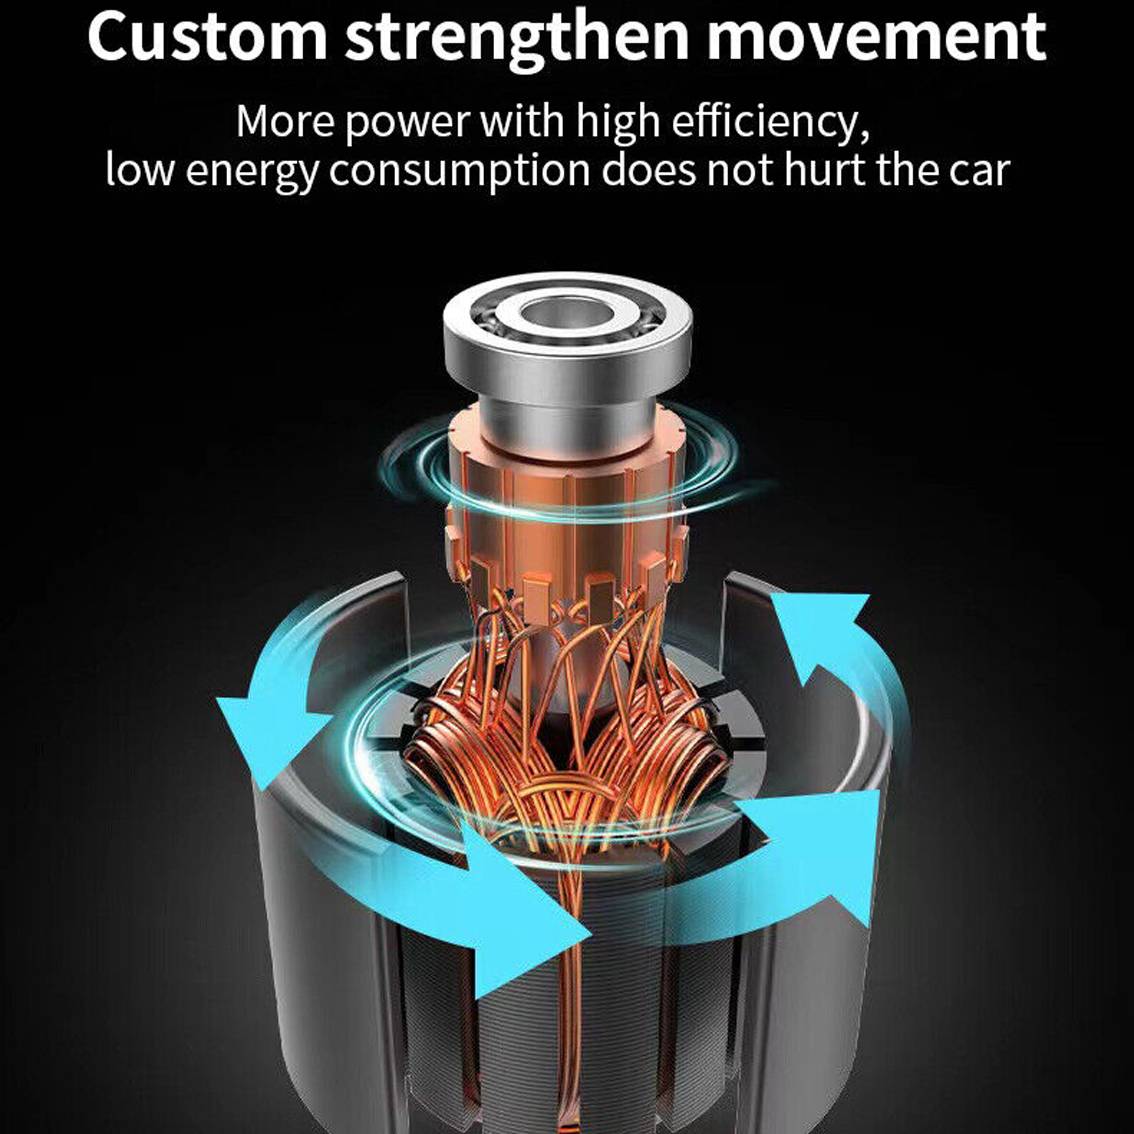 Custom strengthen movement
More power with high efficiency,
low energy consumption does not hurt the car